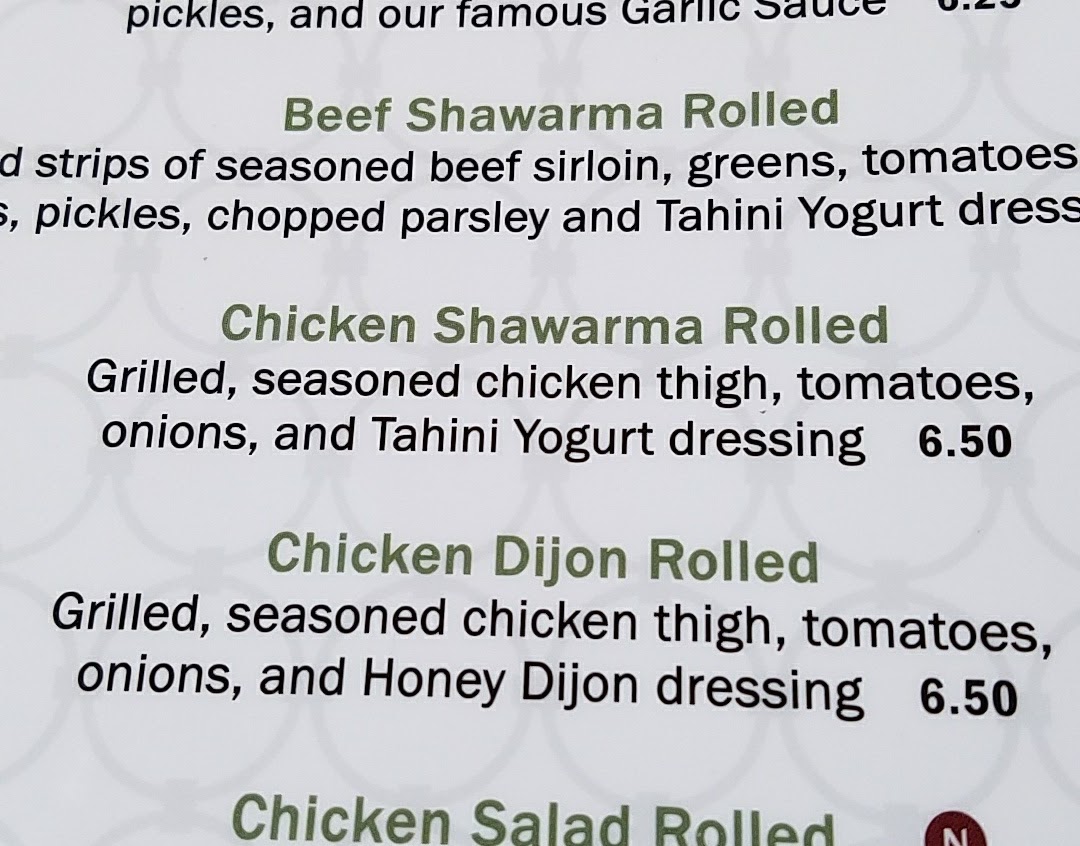 pickles, and our famous Garlic Sauce 6.25
Beef Shawarma Rolled
strips of seasoned beef sirloin, greens, tomatoes
pickles, chopped parsley and Tahini Yogurt
Chicken Shawarma Rolled
Grilled, seasoned chicken thigh, tomatoes,
onions, and Tahini Yogurt dressing 6.50
Chicken Dijon Rolled
Grilled, seasoned chicken thigh, tomatoes,
onions, and Honey Dijon dressing 6.50
Chicken Salad Rolled N